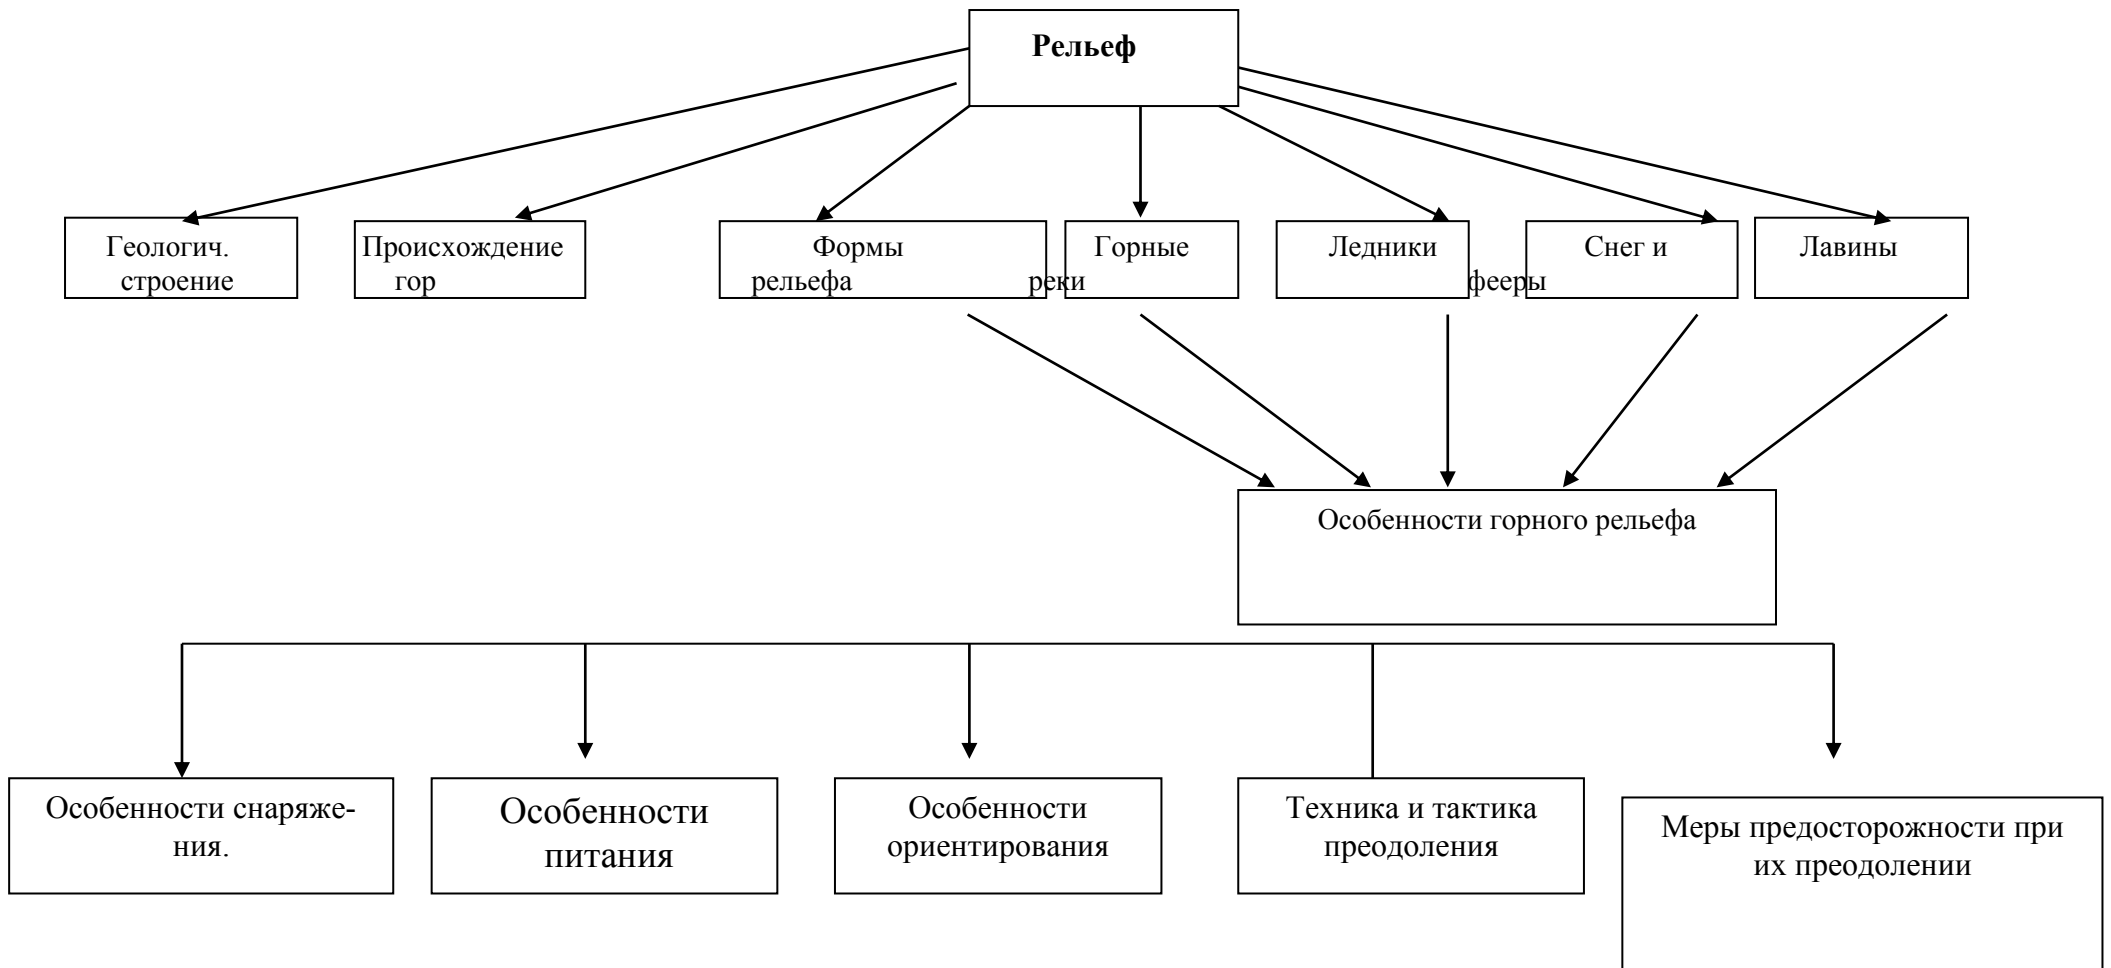 Рельеф
Геологич.
строение
Происхождение
гор
Формы
рельефа
Горные
реки
Ледники
Снег и
фееры
Лавины
Особенности горного рельефа
Особенности снаряже-
ния.
Особенности
питания
Особенности
ориентирования
Техника и тактика
преодоления
Меры предосторожности при
их преодолении